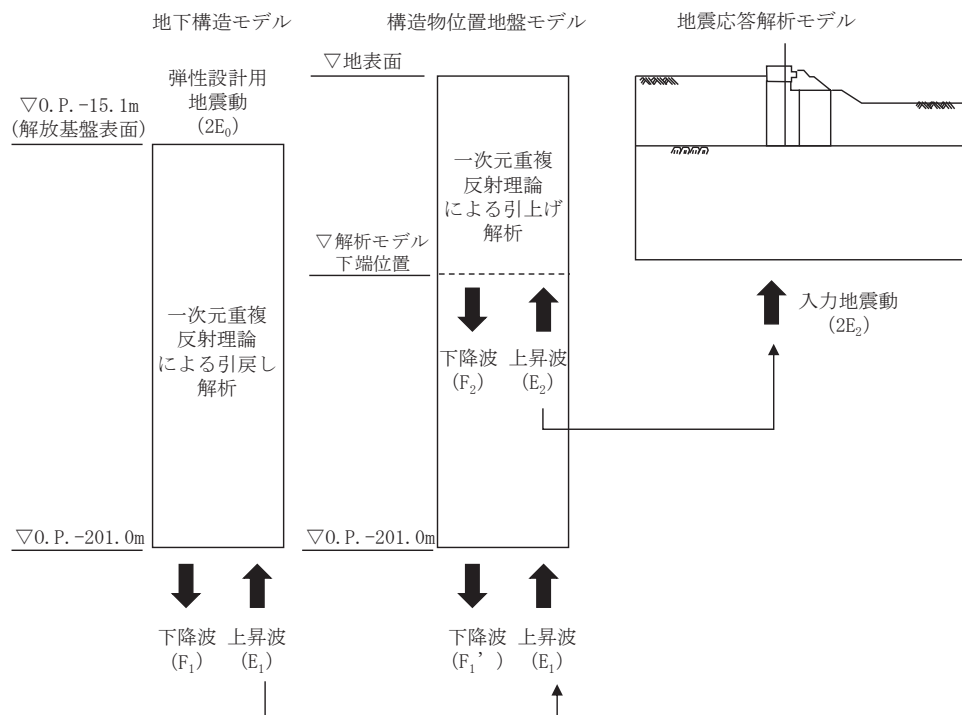 地下構造モデル
構造物位置地盤モデル
地震応答解析モデル
弾性設計用
地震動
(2E₀)
▽O.P.-15.1m
(解放基盤表面)
一次元重複
反射理論
による引戻し
解析
▽O.P.-201.0m
下降波
(F₁)
上昇波
(E₁)
▽地表面
一次元重複
反射理論
による引上げ
解析
▽解析モデル
下端位置
下降波
(F₂)
上昇波
(E₂)
▽O.P.-201.0m
下降波
(F₁’)
上昇波
(E₁)
入力地震動
(2E₂)